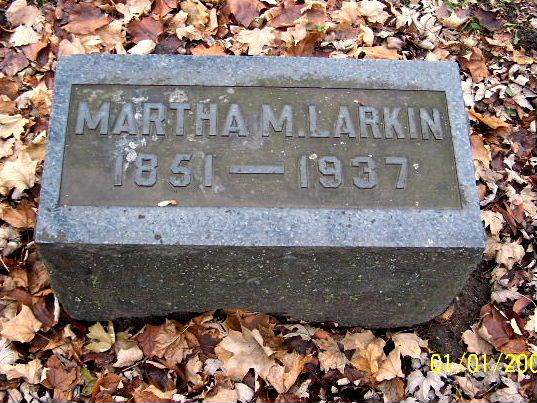 MARTHA M. LARKIN
1851 — 1937
01/01/200